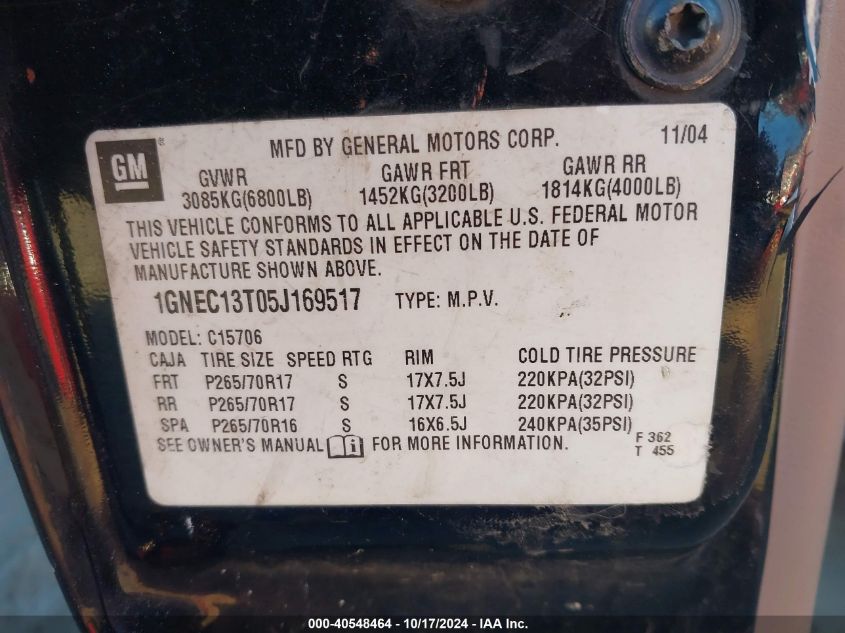 GM
MFD BY GENERAL MOTORS CORP. 11/04
GVWR GAWR FRT GAWR RR
3085KG(6800LB) 1452KG(3200LB) 1814KG(4000LB)
THIS VEHICLE CONFORMS TO ALL APPLICABLE U.S. FEDERAL MOTOR
VEHICLE SAFETY STANDARDS IN EFFECT ON THE DATE OF
MANUFACTURE SHOWN ABOVE.
1GNEC13T05J169517 TYPE: M.P.V.
MODEL: C15706
CAJA TIRE SIZE SPEED RTG RIM COLD TIRE PRESSURE
FRT P265/70R17 S 17X7.5J 220KPA(32PSI)
RR P265/70R17 S 17X7.5J 220KPA(32PSI)
SPA P265/70R16 S 16X6.5J 240KPA(35PSI)
SEE OWNER'S MANUAL i FOR MORE INFORMATION.
F 362
T 455
000-40548464 - 10/17/2024 - IAA Inc.